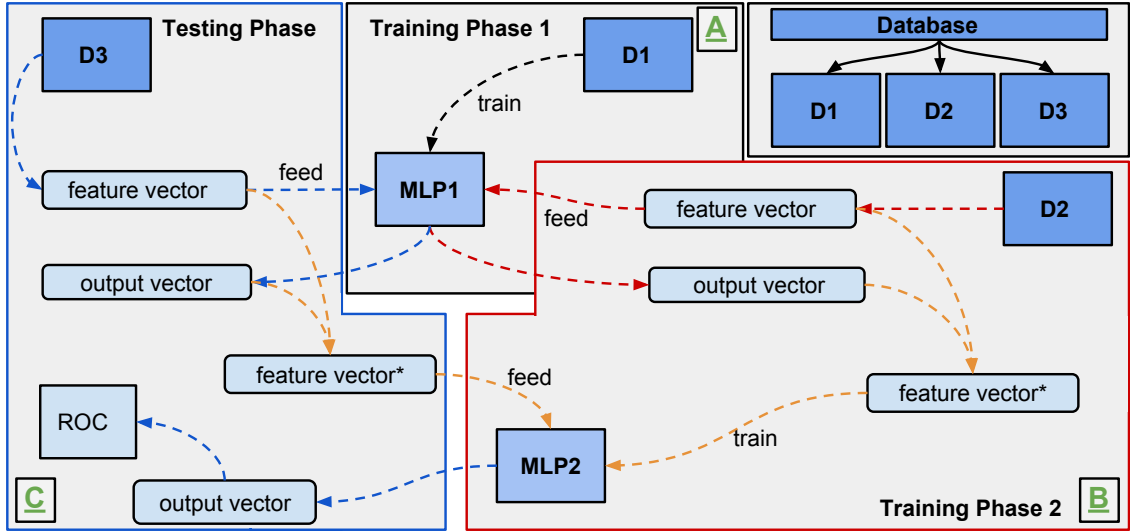 Testing Phase
D3
feature vector
feed
output vector
feature vector*
feed
ROC
output vector
C
Training Phase 1
A
D1
train
MLP1
Database
D1
D2
D3
feed
feature vector
D2
output vector
feature vector*
train
MLP2
Training Phase 2
B